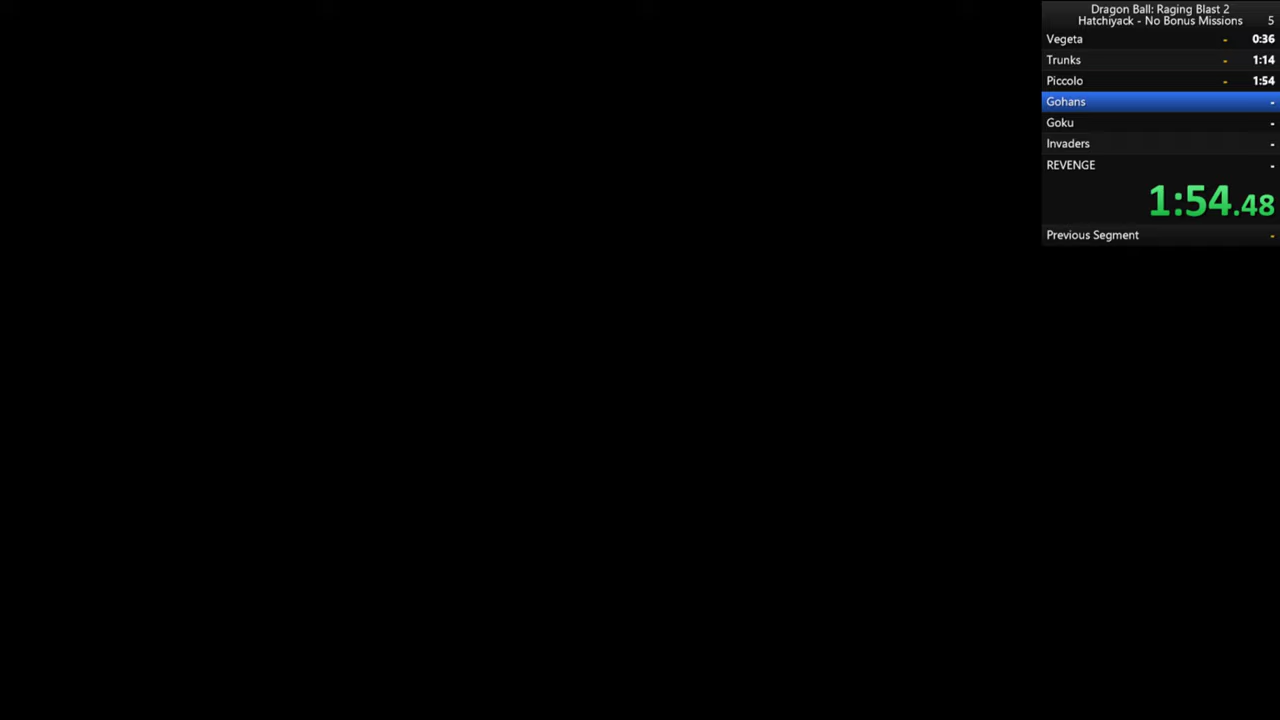 Dragon Ball: Raging Blast 2
Hatchiyack - No Bonus Missions 5
Vegeta - 0:36
Trunks - 1:14
Piccolo - 1:54
Gohans -
Goku -
Invaders -
REVENGE -
1:54.48
Previous Segment -